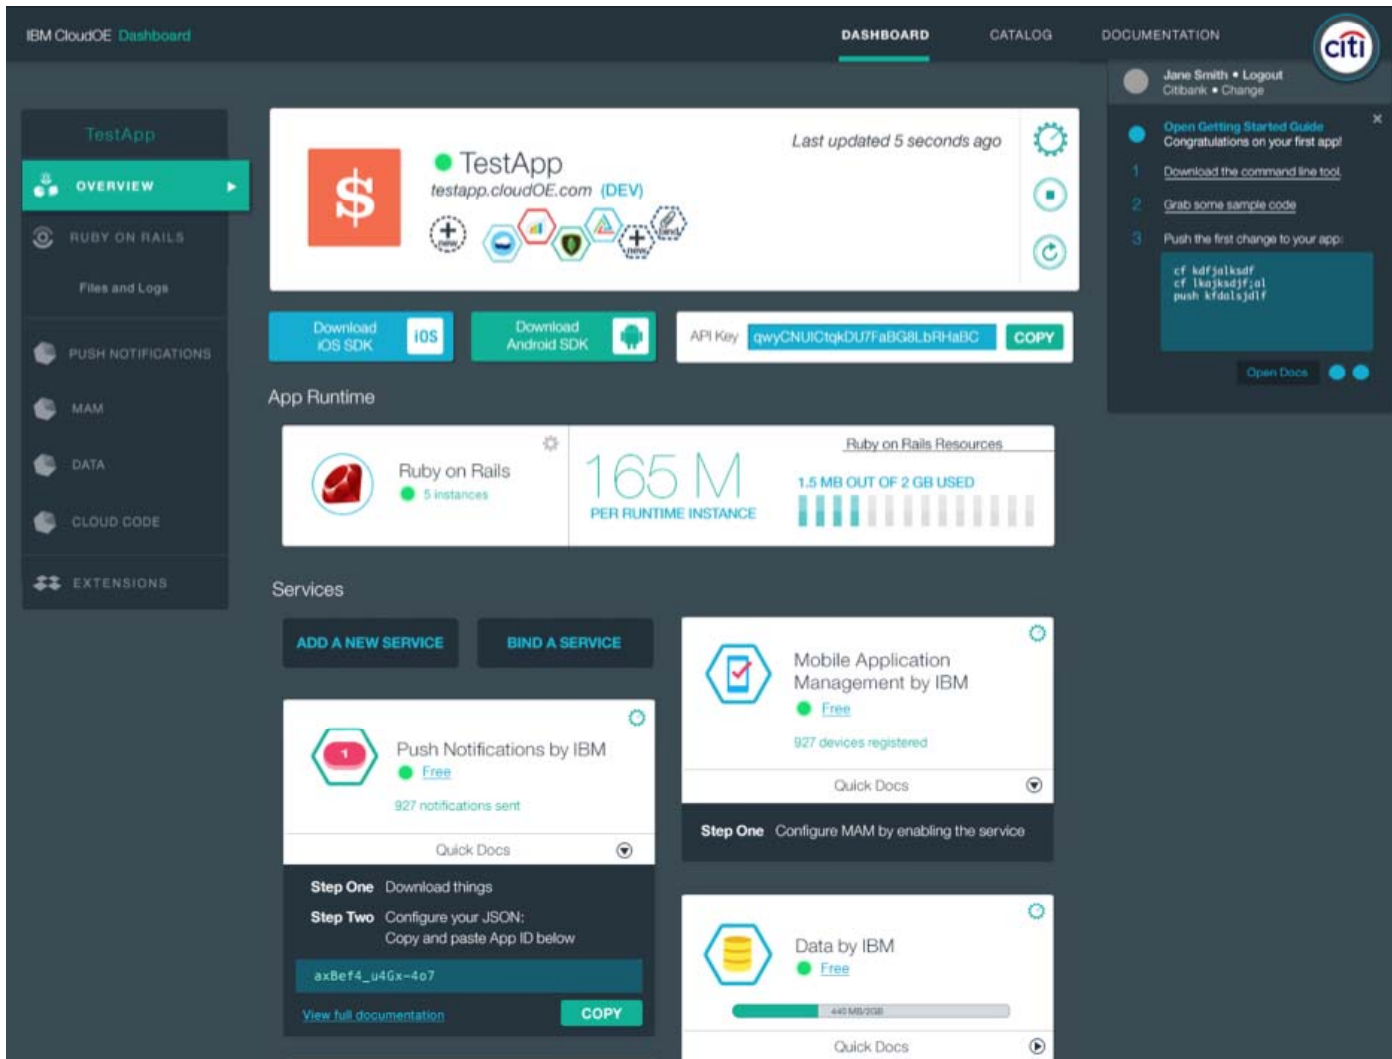 IBM CloudOE Dashboard
DASHBOARD
CATALOG
DOCUMENTATION
citi
Jane Smith • Logout
Citibank • Change
Open Getting Started Guide
Congratulations on your first app!
1 Download the command line tool
2 Grab some sample code
3 Push the first change to your app:
cf kdfjalksdf
cf lkajksdjf;al
push kfdalsjdlf
Open Docs
TestApp
OVERVIEW
RUBY ON RAILS
Files and Logs
PUSH NOTIFICATIONS
MAM
DATA
CLOUD CODE
EXTENSIONS
$
TestApp
testapp.cloudOE.com (DEV)
Last updated 5 seconds ago
new
new
bind
Download
iOS SDK
iOS
Download
Android SDK
API Key
qwyCNUICtqkDU7FaBG8LbRHaBC
COPY
App Runtime
Ruby on Rails
5 instances
165 M
PER RUNTIME INSTANCE
Ruby on Rails Resources
1.5 MB OUT OF 2 GB USED
Services
ADD A NEW SERVICE
BIND A SERVICE
1
Push Notifications by IBM
Free
927 notifications sent
Quick Docs
Step One Download things
Step Two Configure your JSON:
Copy and paste App ID below
axBef4_u4Gx-4o7
View full documentation
COPY
Mobile Application
Management by IBM
Free
927 devices registered
Quick Docs
Step One Configure MAM by enabling the service
Data by IBM
Free
440 MB/2GB
Quick Docs